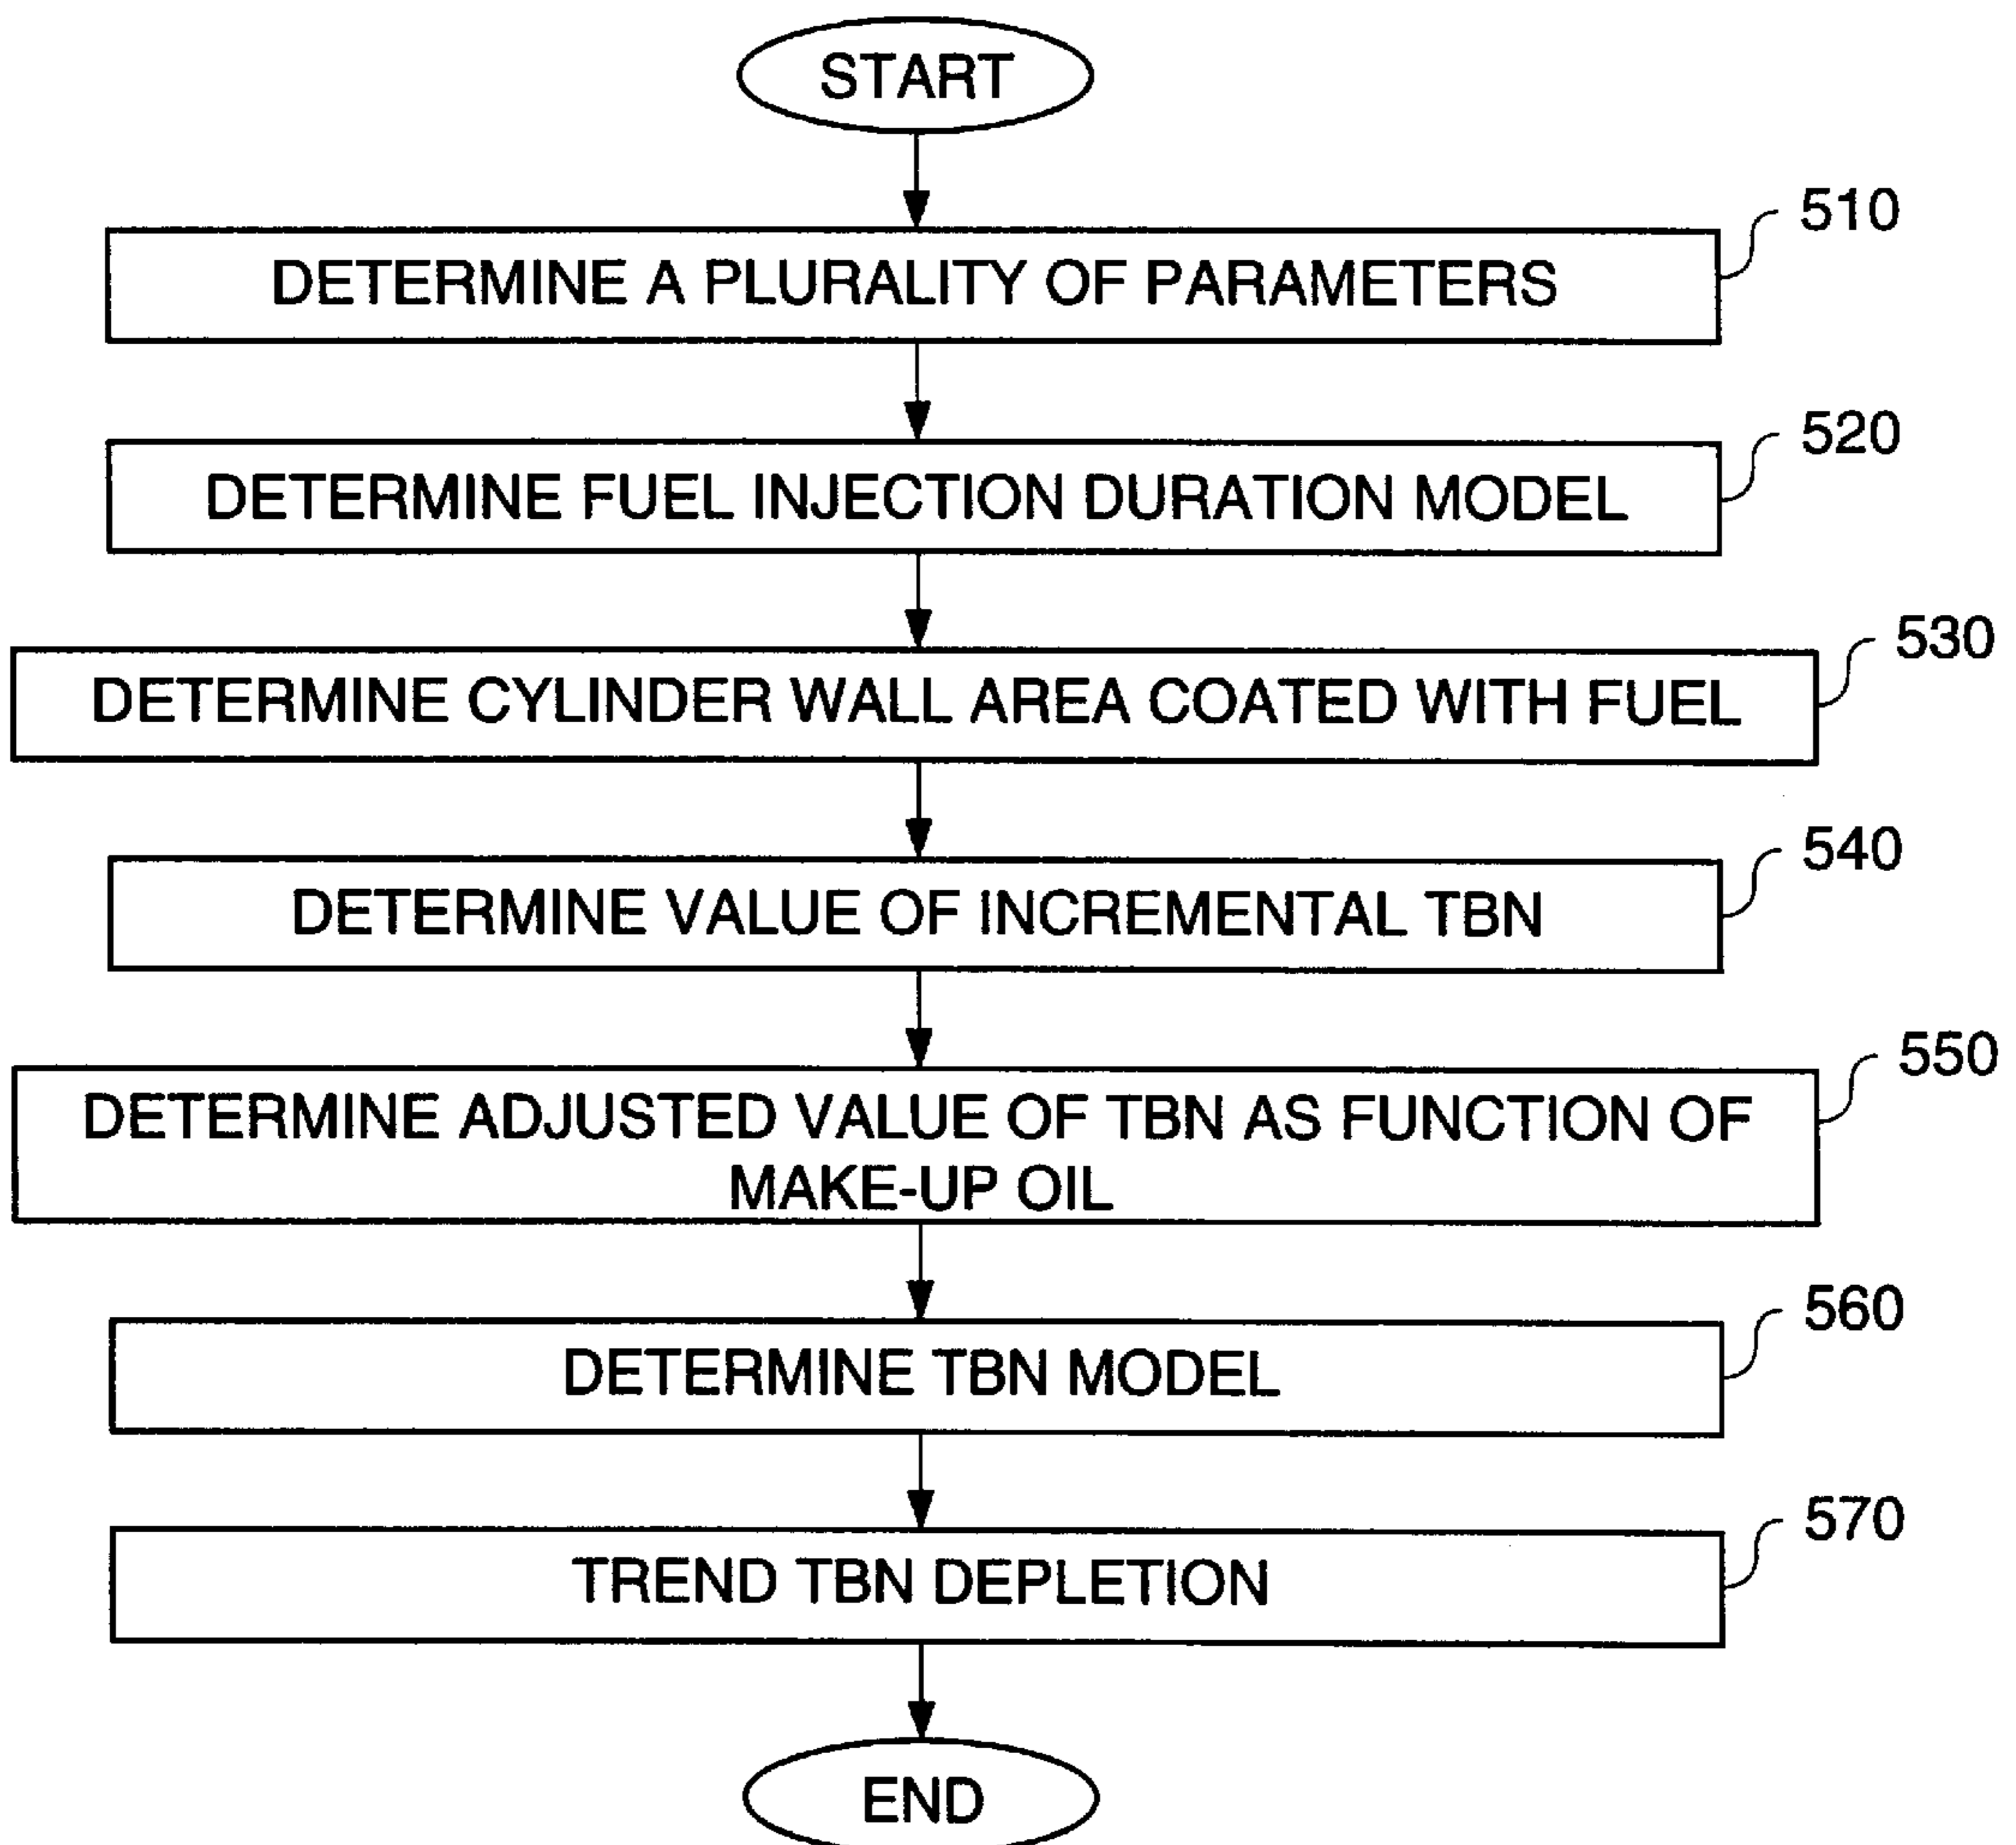 START
510
DETERMINE A PLURALITY OF PARAMETERS
520
DETERMINE FUEL INJECTION DURATION MODEL
530
DETERMINE CYLINDER WALL AREA COATED WITH FUEL
540
DETERMINE VALUE OF INCREMENTAL TBN
550
DETERMINE ADJUSTED VALUE OF TBN AS FUNCTION OF
MAKE-UP OIL
560
DETERMINE TBN MODEL
570
TREND TBN DEPLETION
END